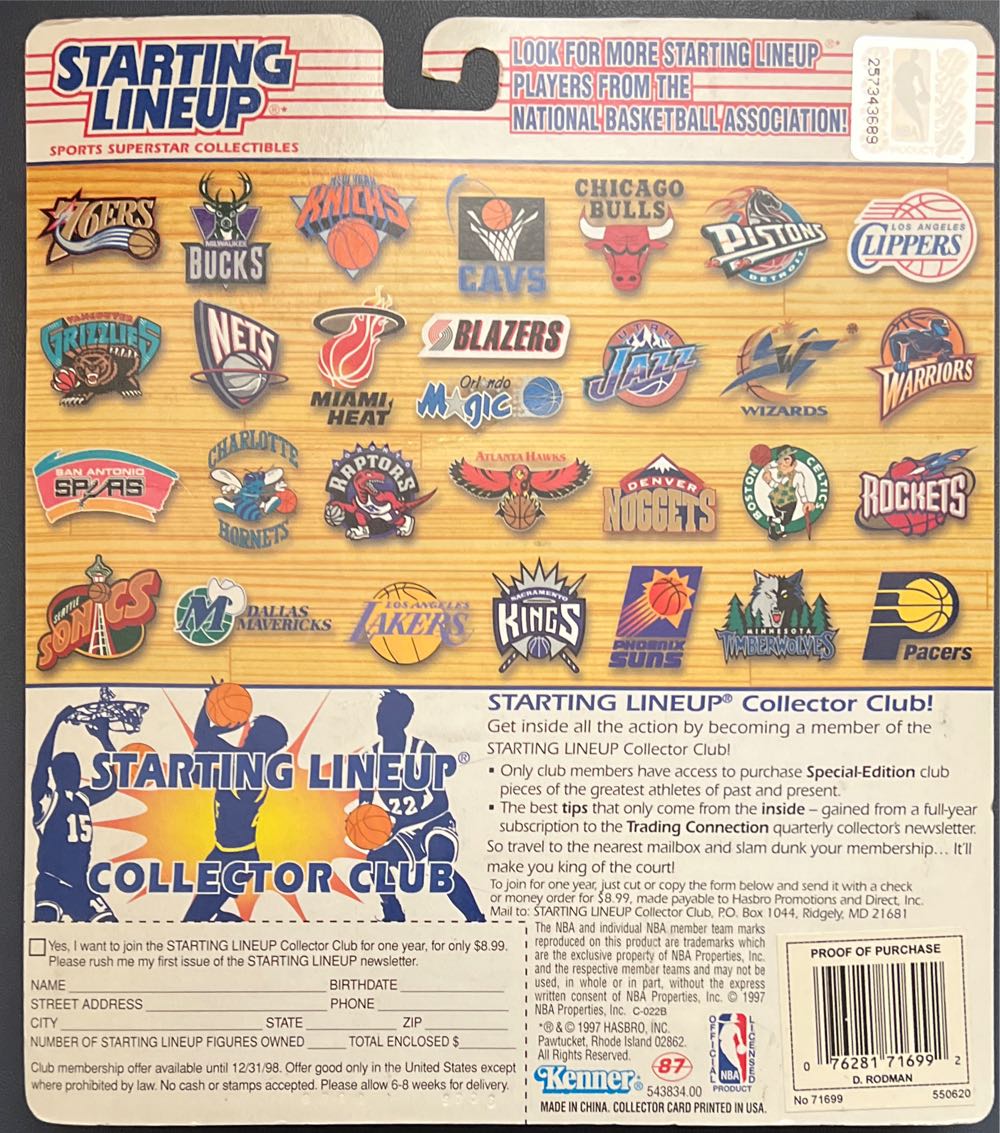 STARTING
LINEUP®*
SPORTS SUPERSTAR COLLECTIBLES
LOOK FOR MORE STARTING LINEUP®*
PLAYERS FROM THE
NATIONAL BASKETBALL ASSOCIATION!
257343689
NBA
PRODUCT
76ERS
MILWAUKEE
BUCKS
NEW YORK
KNICKS
CAVS
CHICAGO
BULLS
PISTONS
DETROIT
LOS ANGELES
CLIPPERS
VANCOUVER
GRIZZLIES
NETS
MIAMI
HEAT
BLAZERS
Orlando
Magic
UTAH
JAZZ
WIZARDS
WARRIORS
SAN ANTONIO
SPURS
CHARLOTTE
HORNETS
RAPTORS
ATLANTA HAWKS
DENVER
NUGGETS
BOSTON
CELTICS
ROCKETS
SEATTLE
SONICS
M
DALLAS
MAVERICKS
LOS ANGELES
LAKERS
SACRAMENTO
KINGS
PHOENIX
SUNS
MINNESOTA
TIMBERWOLVES
Pacers
STARTING LINEUP®
COLLECTOR CLUB
15
22
STARTING LINEUP® Collector Club!
Get inside all the action by becoming a member of the
STARTING LINEUP Collector Club!
▪ Only club members have access to purchase Special-Edition club
pieces of the greatest athletes of past and present.
▪ The best tips that only come from the inside – gained from a full-year
subscription to the Trading Connection quarterly collector's newsletter.
So travel to the nearest mailbox and slam dunk your membership... It'll
make you king of the court!
To join for one year, just cut or copy the form below and send it with a check
or money order for $8.99, made payable to Hasbro Promotions and Direct, Inc.
Mail to: STARTING LINEUP Collector Club, P.O. Box 1044, Ridgely, MD 21681
Yes, I want to join the STARTING LINEUP Collector Club for one year, for only $8.99.
Please rush me my first issue of the STARTING LINEUP newsletter.
NAME BIRTHDATE
STREET ADDRESS PHONE
CITY STATE ZIP
NUMBER OF STARTING LINEUP FIGURES OWNED TOTAL ENCLOSED $
Club membership offer available until 12/31/98. Offer good only in the United States except
where prohibited by law. No cash or stamps accepted. Please allow 6-8 weeks for delivery.
The NBA and individual NBA member team marks
reproduced on this product are trademarks which
are the exclusive property of NBA Properties, Inc.
and the respective member teams and may not be
used, in whole or in part, without the express
written consent of NBA Properties, Inc. © 1997
NBA Properties, Inc. C-022B
*® & © 1997 HASBRO, INC.
Pawtucket, Rhode Island 02862.
All Rights Reserved.
Kenner®
87
543834.00
MADE IN CHINA. COLLECTOR CARD PRINTED IN USA.
OFFICIAL
LICENSED
NBA
PRODUCT
PROOF OF PURCHASE
0 76281 71699 2
D. RODMAN
No 71699
550620